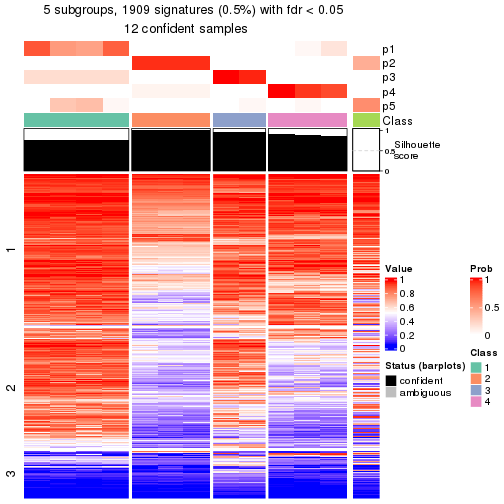 5 subgroups, 1909 signatures (0.5%) with fdr < 0.05
12 confident samples
p1
p2
p3
p4
p5
Class
1
0.5
0
Silhouette
score
1
2
3
Value
1
0.8
0.6
0.4
0.2
0
Status (barplots)
confident
ambiguous
Prob
1
0.5
0
Class
1
2
3
4